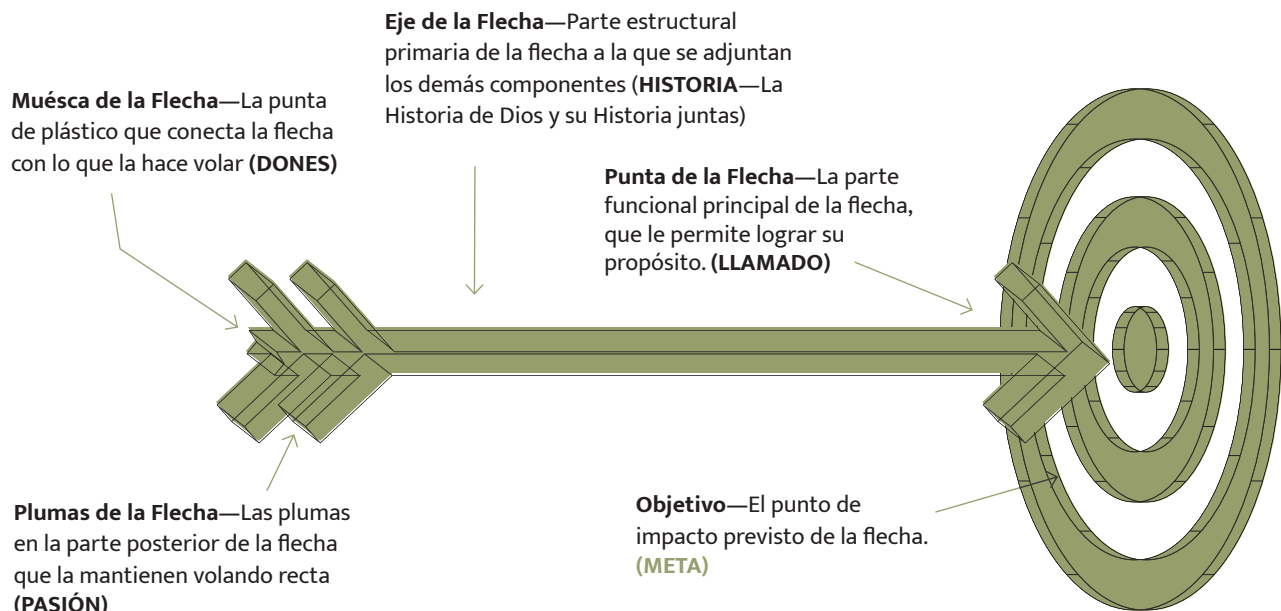 Eje de la Flecha—Parte estructural
primaria de la flecha a la que se adjuntan
los demás componentes (HISTORIA—La
Historia de Dios y su Historia juntas)
Muésca de la Flecha—La punta
de plástico que conecta la flecha
con lo que la hace volar (DONES)
Punta de la Flecha—La parte
funcional principal de la flecha,
que le permite lograr su
propósito. (LLAMADO)
Plumas de la Flecha—Las plumas
en la parte posterior de la flecha
que la mantienen volando recta
(PASIÓN)
Objetivo—El punto de
impacto previsto de la flecha.
(META)